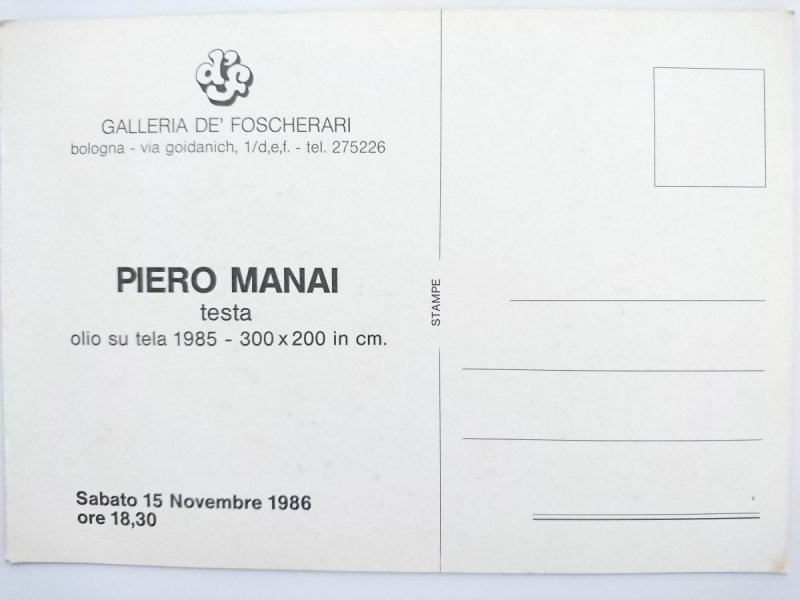 d'f
GALLERIA DE' FOSCHERARI
bologna - via goidanich, 1/d,e,f. - tel. 275226
PIERO MANAI
testa
olio su tela 1985 - 300 x 200 in cm.
Sabato 15 Novembre 1986
ore 18,30
STAMPE